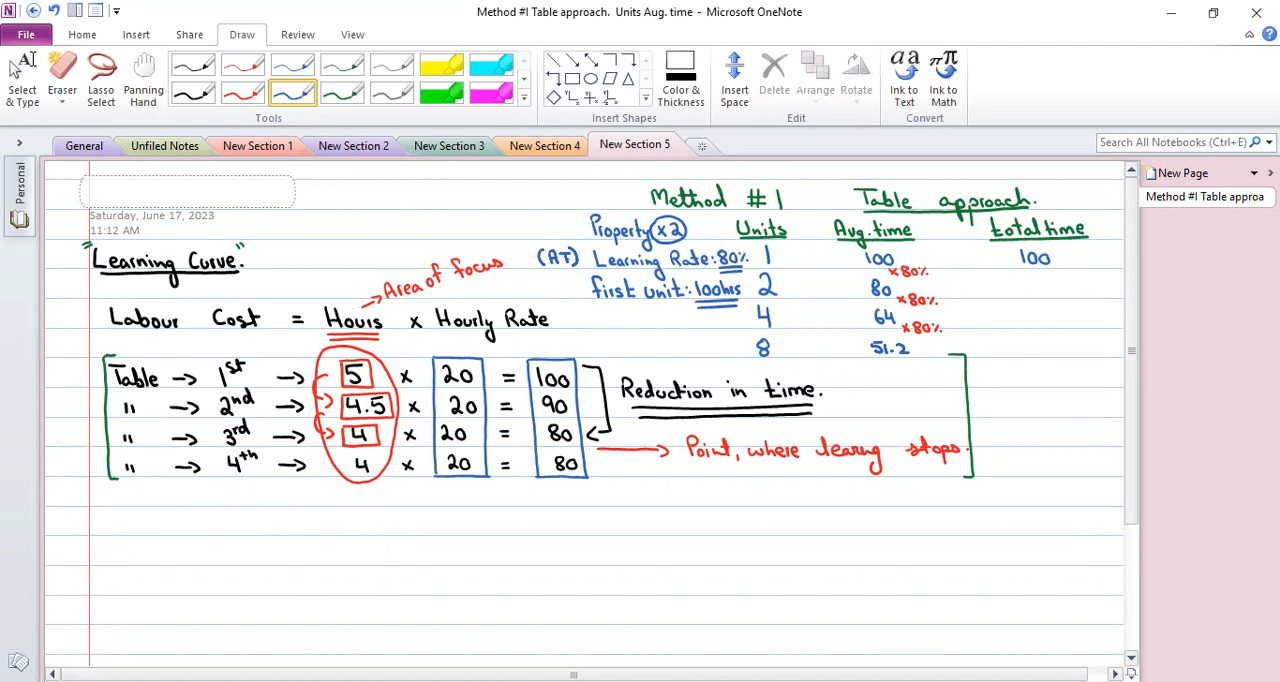 Method #I Table approach.  Units Aug. time  -  Microsoft OneNote
File Home Insert Share Draw Review View
Select & Type
Eraser
Lasso Select
Panning Hand
Color & Thickness
Insert Space
Delete
Arrange
Rotate
Ink to Text
Ink to Math
Tools
Insert Shapes
Edit
Convert
General
Unfiled Notes
New Section 1
New Section 2
New Section 3
New Section 4
New Section 5
Search All Notebooks (Ctrl+E)
Personal
New Page
Method #I Table approa
Saturday, June 17, 2023
11:12 AM
Method #1 Table approach.
Property ×2 Units Avg.time total time
(AT) Learning Rate: 80% 1 100 100
×80%
first unit: 100hrs 2 80
×80%
4 64
×80%
8 51.2
"Learning Curve."
→ Area of focus
Labour Cost = Hours × Hourly Rate
Table → 1st → 5 × 20 = 100
" → 2nd → 4.5 × 20 = 90
" → 3rd → 4 × 20 = 80
" → 4th → 4 × 20 = 80
Reduction in time.
→ Point, where learing stops.